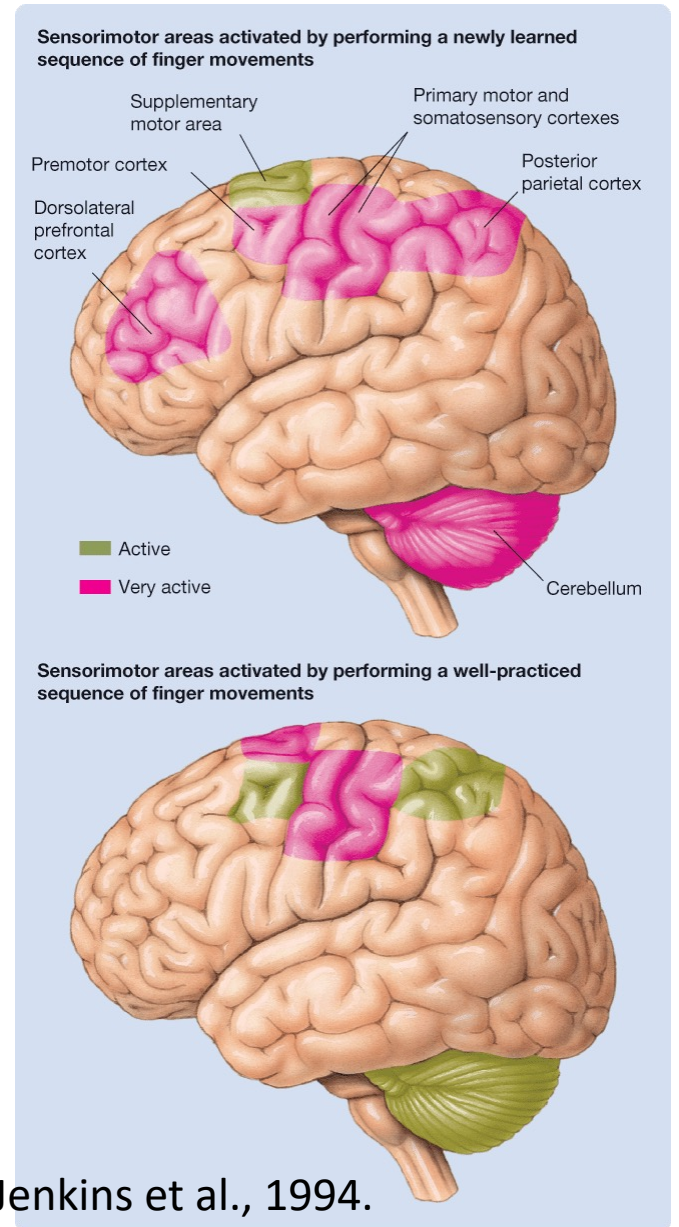 Sensorimotor areas activated by performing a newly learned
sequence of finger movements
Supplementary
motor area
Primary motor and
somatosensory cortexes
Premotor cortex
Posterior
parietal cortex
Dorsolateral
prefrontal
cortex
Active
Very active
Cerebellum
Sensorimotor areas activated by performing a well-practiced
sequence of finger movements
Jenkins et al., 1994.